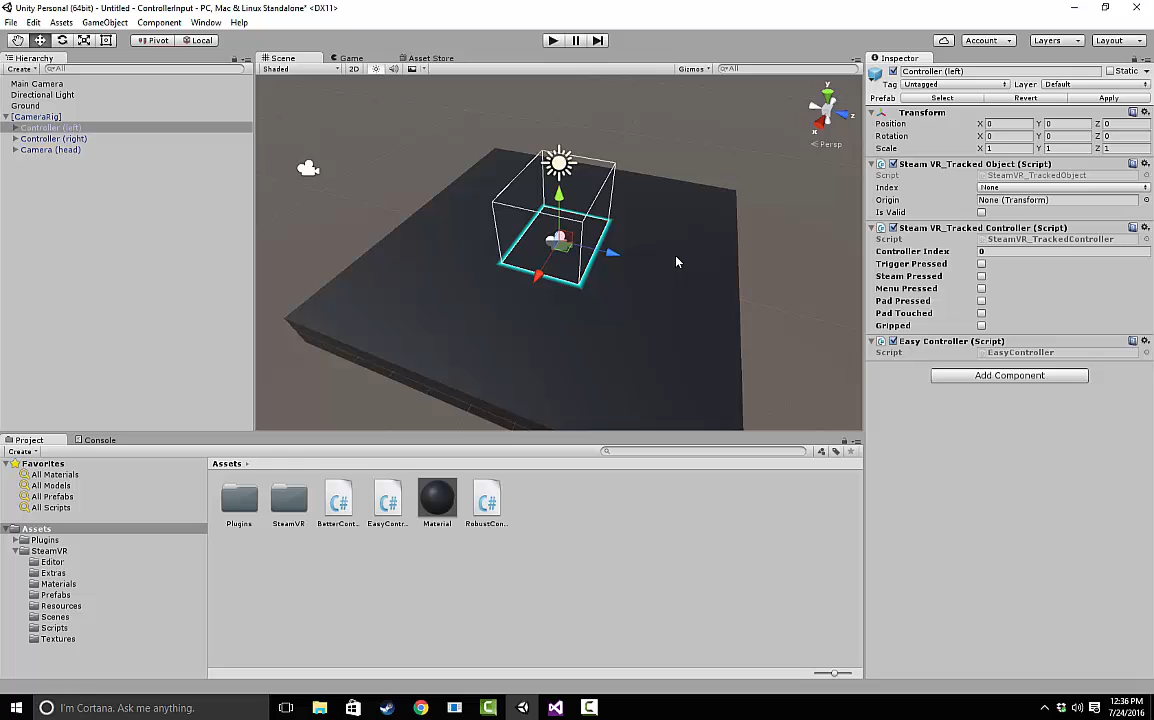 Unity Personal (64bit) - Untitled - ControllerInput - PC, Mac & Linux Standalone* <DX11>
File Edit Assets GameObject Component Window Help
Pivot Local Account Layers Layout
Hierarchy
Create All
Main Camera
Directional Light
Ground
[CameraRig]
Controller (left)
Controller (right)
Camera (head)
Scene Game Asset Store
Shaded 2D Gizmos All
y
x
z
Persp
Inspector
Controller (left) Static
Tag Untagged Layer Default
Prefab Select Revert Apply
Transform
Position X 0 Y 0 Z 0
Rotation X 0 Y 0 Z 0
Scale X 1 Y 1 Z 1
Steam VR_Tracked Object (Script)
Script SteamVR_TrackedObject
Index None
Origin None (Transform)
Is Valid
Steam VR_Tracked Controller (Script)
Script SteamVR_TrackedController
Controller Index 0
Trigger Pressed
Steam Pressed
Menu Pressed
Pad Pressed
Pad Touched
Gripped
Easy Controller (Script)
Script EasyController
Add Component
Project Console
Create
Favorites
All Materials
All Models
All Prefabs
All Scripts
Assets
Plugins
SteamVR
Editor
Extras
Materials
Prefabs
Resources
Scenes
Scripts
Textures
Assets
Plugins SteamVR BetterCont... EasyContr... Material RobustCon...
C# C# C#
I'm Cortana. Ask me anything.
12:36 PM
7/24/2016